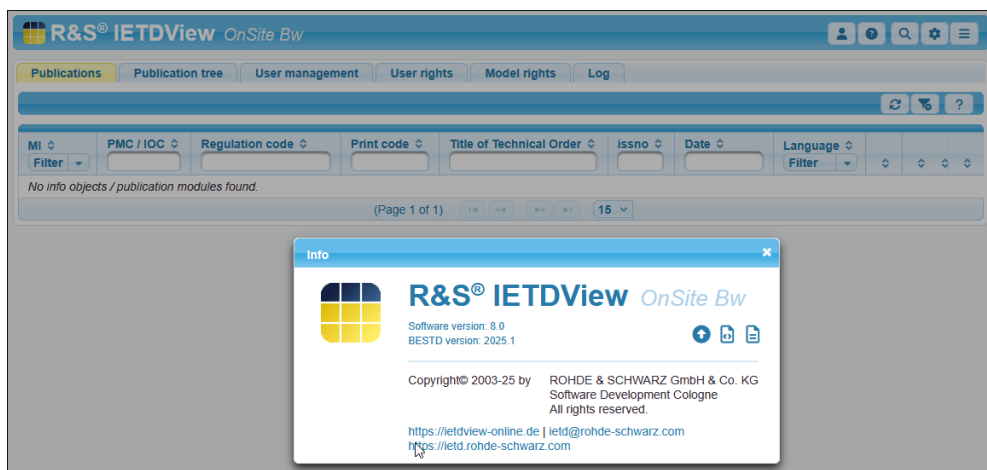 R&S® IETDView OnSite Bw
Publications Publication tree User management User rights Model rights Log
?
MI PMC / IOC Regulation code Print code Title of Technical Order issno Date Language
Filter Filter
No info objects / publication modules found.
(Page 1 of 1) 15
Info
R&S® IETDView OnSite Bw
Software version: 8.0
BESTD version: 2025.1
Copyright© 2003-25 by ROHDE & SCHWARZ GmbH & Co. KG
Software Development Cologne
All rights reserved.
https://ietdview-online.de | ietd@rohde-schwarz.com
https://ietd.rohde-schwarz.com